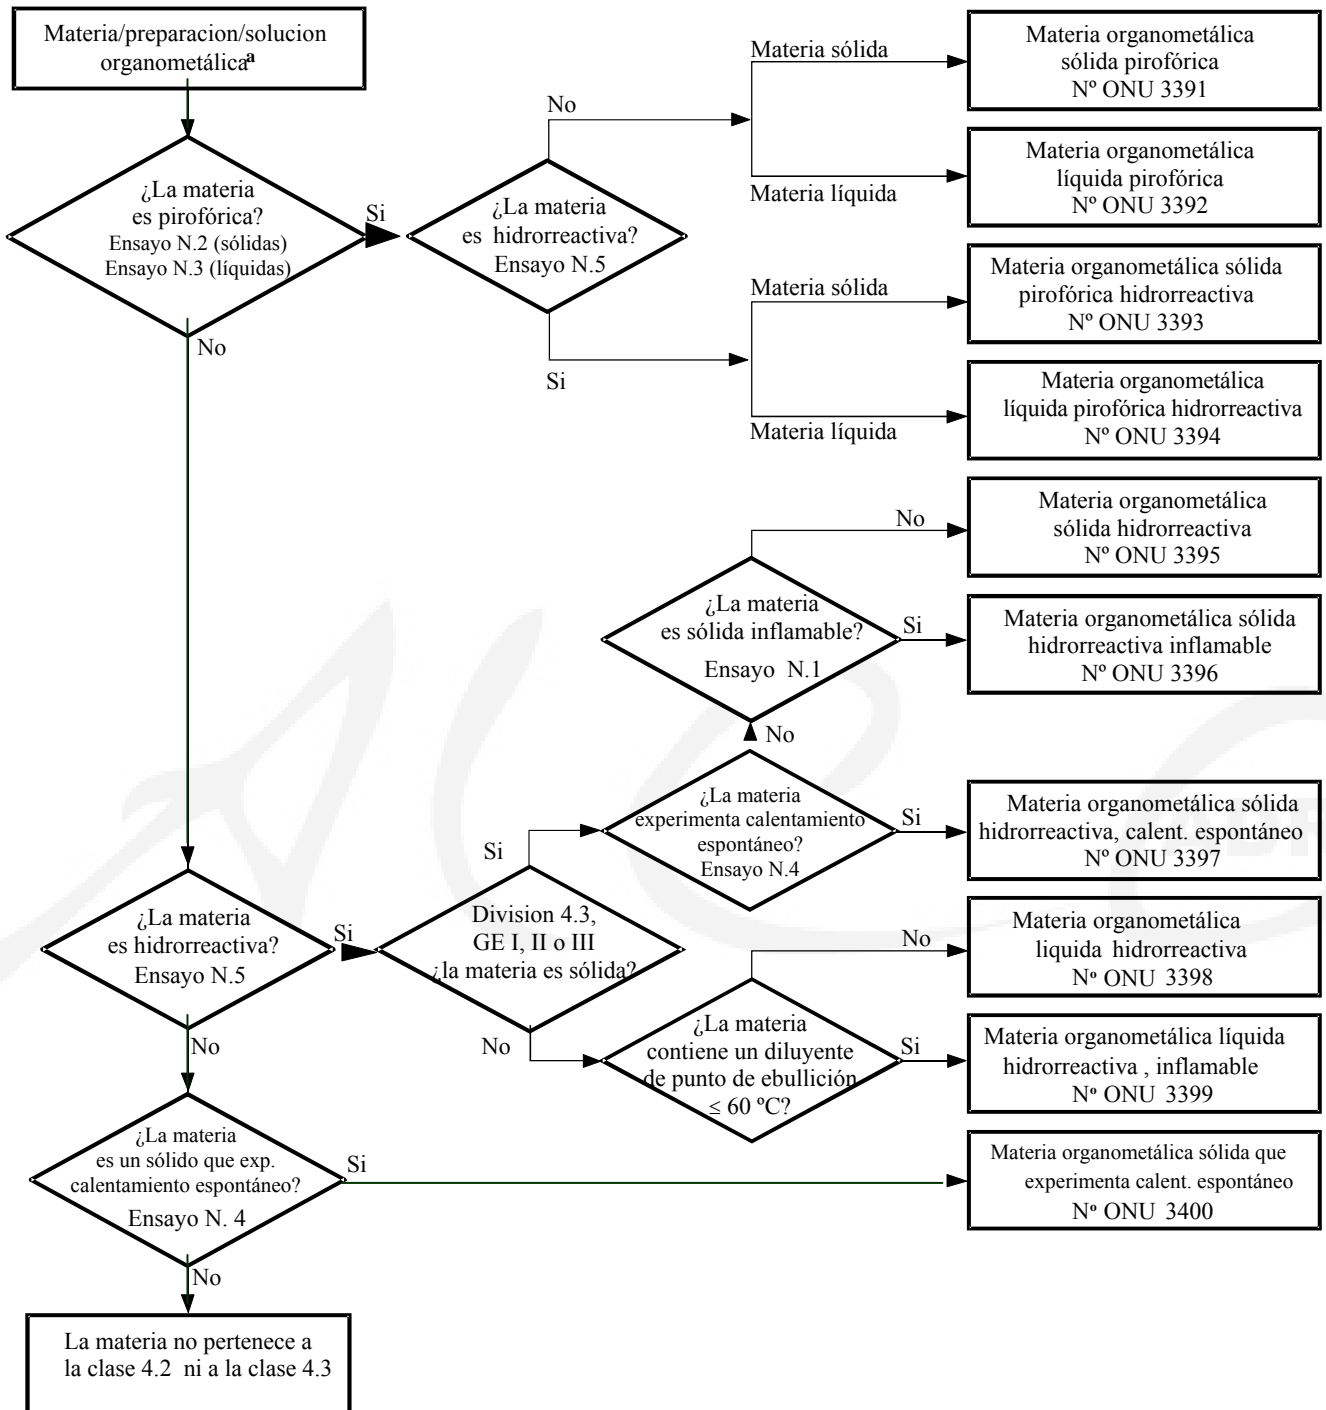 Materia/preparacion/solucion
organometálicaa
Materia sólida
Materia organometálica
sólida pirofórica
Nº ONU 3391
No
¿La materia
es pirofórica?
Ensayo N.2 (sólidas)
Ensayo N.3 (líquidas)
Si
¿La materia
es hidrorreactiva?
Ensayo N.5
Materia líquida
Materia organometálica
líquida pirofórica
Nº ONU 3392
Materia sólida
Materia organometálica sólida
pirofórica hidrorreactiva
Nº ONU 3393
No
Si
Materia líquida
Materia organometálica
líquida pirofórica hidrorreactiva
Nº ONU 3394
No
Materia organometálica
sólida hidrorreactiva
Nº ONU 3395
¿La materia
es sólida inflamable?
Ensayo N.1
Si
Materia organometálica sólida
hidrorreactiva inflamable
Nº ONU 3396
No
¿La materia
experimenta calentamiento
espontáneo?
Ensayo N.4
Si
Materia organometálica sólida
hidrorreactiva, calent. espontáneo
Nº ONU 3397
Si
¿La materia
es hidrorreactiva?
Ensayo N.5
Si
Division 4.3,
GE I, II o III
¿la materia es sólida?
No
Materia organometálica
liquida hidrorreactiva
Nº ONU 3398
No
No
¿La materia
contiene un diluyente
de punto de ebullición
≤ 60 ºC?
Si
Materia organometálica líquida
hidrorreactiva , inflamable
Nº ONU 3399
¿La materia
es un sólido que exp.
calentamiento espontáneo?
Ensayo N. 4
Si
Materia organometálica sólida que
experimenta calent. espontáneo
Nº ONU 3400
No
La materia no pertenece a
la clase 4.2 ni a la clase 4.3